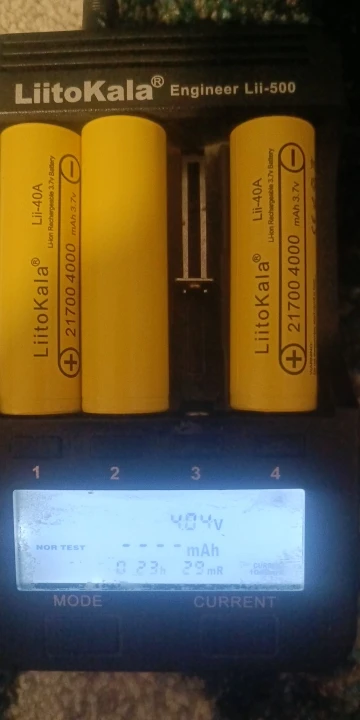 LiitoKala® Engineer Lii-500
LiitoKala®
21700 4000 mAh 3.7V
Lii-40A
Li-ion Rechargeable 3.7v Battery
LiitoKala®
21700 4000 mAh 3.7V
Lii-40A
Li-ion Rechargeable 3.7v Battery
1 2 3 4
4.04V
NOR TEST - - - - mAh
0 23h 29mR
MODE CURRENT